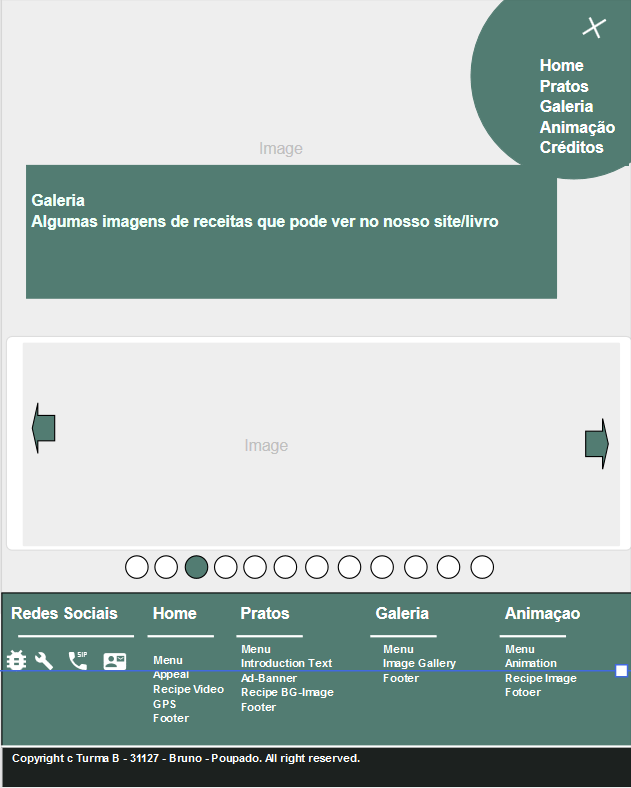 Home
Pratos
Galeria
Animação
Créditos
Image
Galeria
Algumas imagens de receitas que pode ver no nosso site/livro
Image
Redes Sociais
SIP
Home
Menu
Appeal
Recipe Video
GPS
Footer
Pratos
Menu
Introduction Text
Ad-Banner
Recipe BG-Image
Footer
Galeria
Menu
Image Gallery
Footer
Animaçao
Menu
Animation
Recipe Image
Fotoer
Copyright c Turma B - 31127 - Bruno - Poupado. All right reserved.